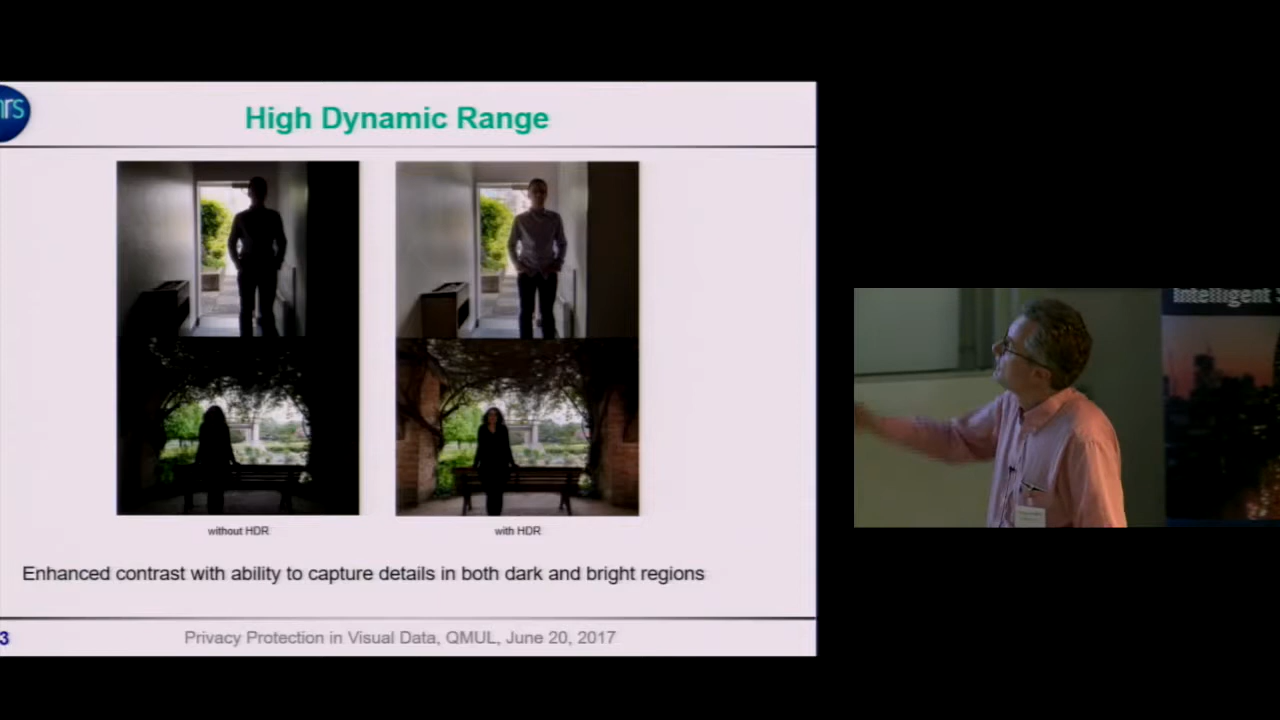 nrs
High Dynamic Range
without HDR
with HDR
Enhanced contrast with ability to capture details in both dark and bright regions
3
Privacy Protection in Visual Data, QMUL, June 20, 2017
Intelligent